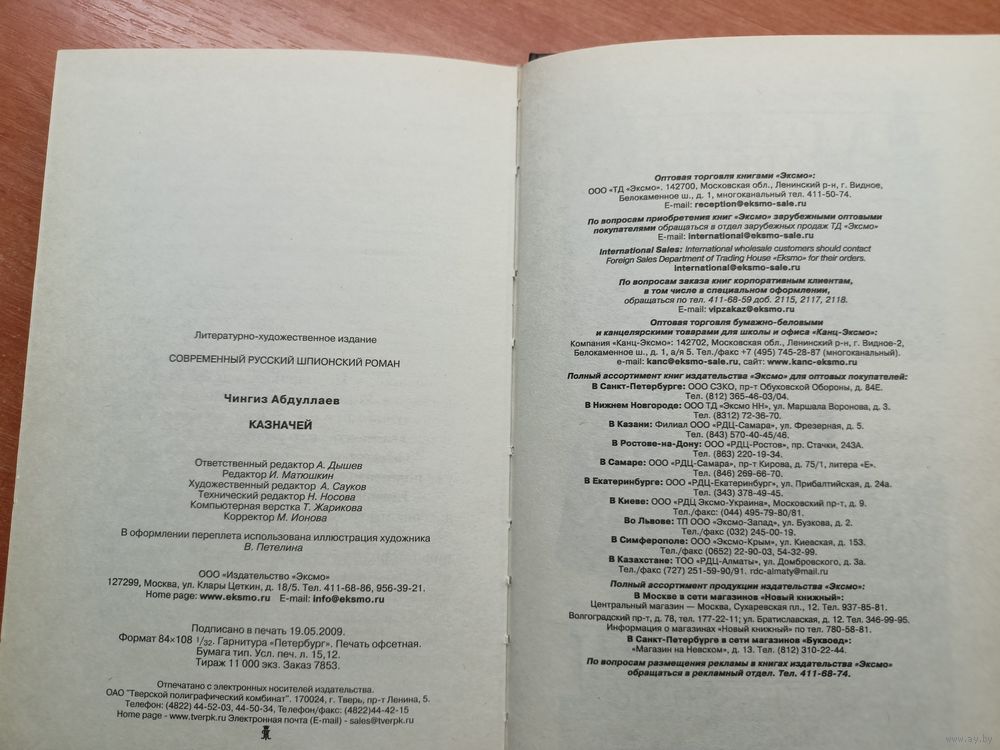 Литературно-художественное издание
СОВРЕМЕННЫЙ РУССКИЙ ШПИОНСКИЙ РОМАН
Чингиз Абдуллаев
КАЗНАЧЕЙ
Ответственный редактор А. Дышев
Редактор И. Матюшкин
Художественный редактор А. Сауков
Технический редактор Н. Носова
Компьютерная верстка Т. Жарикова
Корректор М. Ионова
В оформлении переплета использована иллюстрация художника
В. Петелина
ООО «Издательство «Эксмо»
127299, Москва, ул. Клары Цеткин, д. 18/5. Тел. 411-68-86, 956-39-21.
Home page: www.eksmo.ru E-mail: info@eksmo.ru
Подписано в печать 19.05.2009.
Формат 84×108 1/32. Гарнитура «Петербург». Печать офсетная.
Бумага тип. Усл. печ. л. 15,12.
Тираж 11 000 экз. Заказ 7853.
Отпечатано с электронных носителей издательства.
ОАО "Тверской полиграфический комбинат". 170024, г. Тверь, пр-т Ленина, 5.
Телефон: (4822) 44-52-03, 44-50-34, Телефон/факс: (4822)44-42-15
Home page - www.tverpk.ru Электронная почта (E-mail) - sales@tverpk.ru
Оптовая торговля книгами «Эксмо»:
ООО «ТД «Эксмо». 142700, Московская обл., Ленинский р-н, г. Видное,
Белокаменное ш., д. 1, многоканальный тел. 411-50-74.
E-mail: reception@eksmo-sale.ru
По вопросам приобретения книг «Эксмо» зарубежными оптовыми
покупателями обращаться в отдел зарубежных продаж ТД «Эксмо»
E-mail: international@eksmo-sale.ru
International Sales: International wholesale customers should contact
Foreign Sales Department of Trading House «Eksmo» for their orders.
international@eksmo-sale.ru
По вопросам заказа книг корпоративным клиентам,
в том числе в специальном оформлении,
обращаться по тел. 411-68-59 доб. 2115, 2117, 2118.
E-mail: vipzakaz@eksmo.ru
Оптовая торговля бумажно-беловыми
и канцелярскими товарами для школы и офиса «Канц-Эксмо»:
Компания «Канц-Эксмо»: 142702, Московская обл., Ленинский р-н, г. Видное-2,
Белокаменное ш., д. 1, а/я 5. Тел./факс +7 (495) 745-28-87 (многоканальный).
e-mail: kanc@eksmo-sale.ru, сайт: www.kanc-eksmo.ru
Полный ассортимент книг издательства «Эксмо» для оптовых покупателей:
В Санкт-Петербурге: ООО СЗКО, пр-т Обуховской Обороны, д. 84Е.
Тел. (812) 365-46-03/04.
В Нижнем Новгороде: ООО ТД «Эксмо НН», ул. Маршала Воронова, д. 3.
Тел. (8312) 72-36-70.
В Казани: Филиал ООО «РДЦ-Самара», ул. Фрезерная, д. 5.
Тел. (843) 570-40-45/46.
В Ростове-на-Дону: ООО «РДЦ-Ростов», пр. Стачки, 243А.
Тел. (863) 220-19-34.
В Самаре: ООО «РДЦ-Самара», пр-т Кирова, д. 75/1, литера «Е».
Тел. (846) 269-66-70.
В Екатеринбурге: ООО «РДЦ-Екатеринбург», ул. Прибалтийская, д. 24а.
Тел. (343) 378-49-45.
В Киеве: ООО «РДЦ Эксмо-Украина», Московский пр-т, д. 9.
Тел./факс: (044) 495-79-80/81.
Во Львове: ТП ООО «Эксмо-Запад», ул. Бузкова, д. 2.
Тел./факс (032) 245-00-19.
В Симферополе: ООО «Эксмо-Крым», ул. Киевская, д. 153.
Тел./факс (0652) 22-90-03, 54-32-99.
В Казахстане: ТОО «РДЦ-Алматы», ул. Домбровского, д. 3а.
Тел./факс (727) 251-59-90/91. rdc-almaty@mail.ru
Полный ассортимент продукции издательства «Эксмо»:
В Москве в сети магазинов «Новый книжный»:
Центральный магазин — Москва, Сухаревская пл., 12. Тел. 937-85-81.
Волгоградский пр-т, д. 78, тел. 177-22-11; ул. Братиславская, д. 12. Тел. 346-99-95.
Информация о магазинах «Новый книжный» по тел. 780-58-81.
В Санкт-Петербурге в сети магазинов «Буквоед»:
«Магазин на Невском», д. 13. Тел. (812) 310-22-44.
По вопросам размещения рекламы в книгах издательства «Эксмо»
обращаться в рекламный отдел. Тел. 411-68-74.
www.ay.by